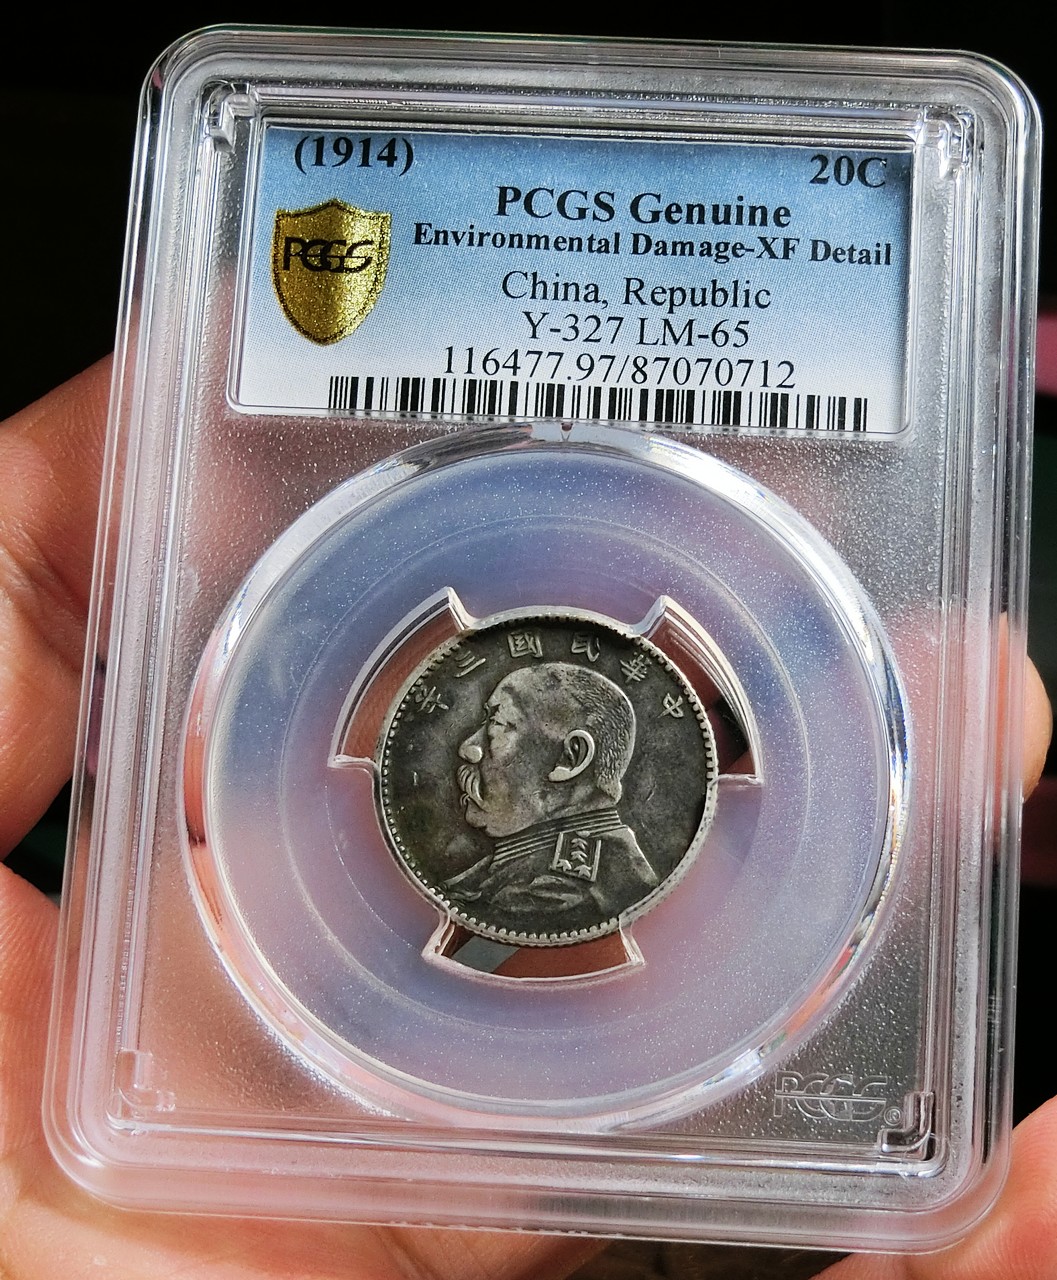 (1914) 20C
PCGS Genuine
PCGS Environmental Damage-XF Detail
China, Republic
Y-327 LM-65
116477.97/87070712
年三國民華中
PCGS